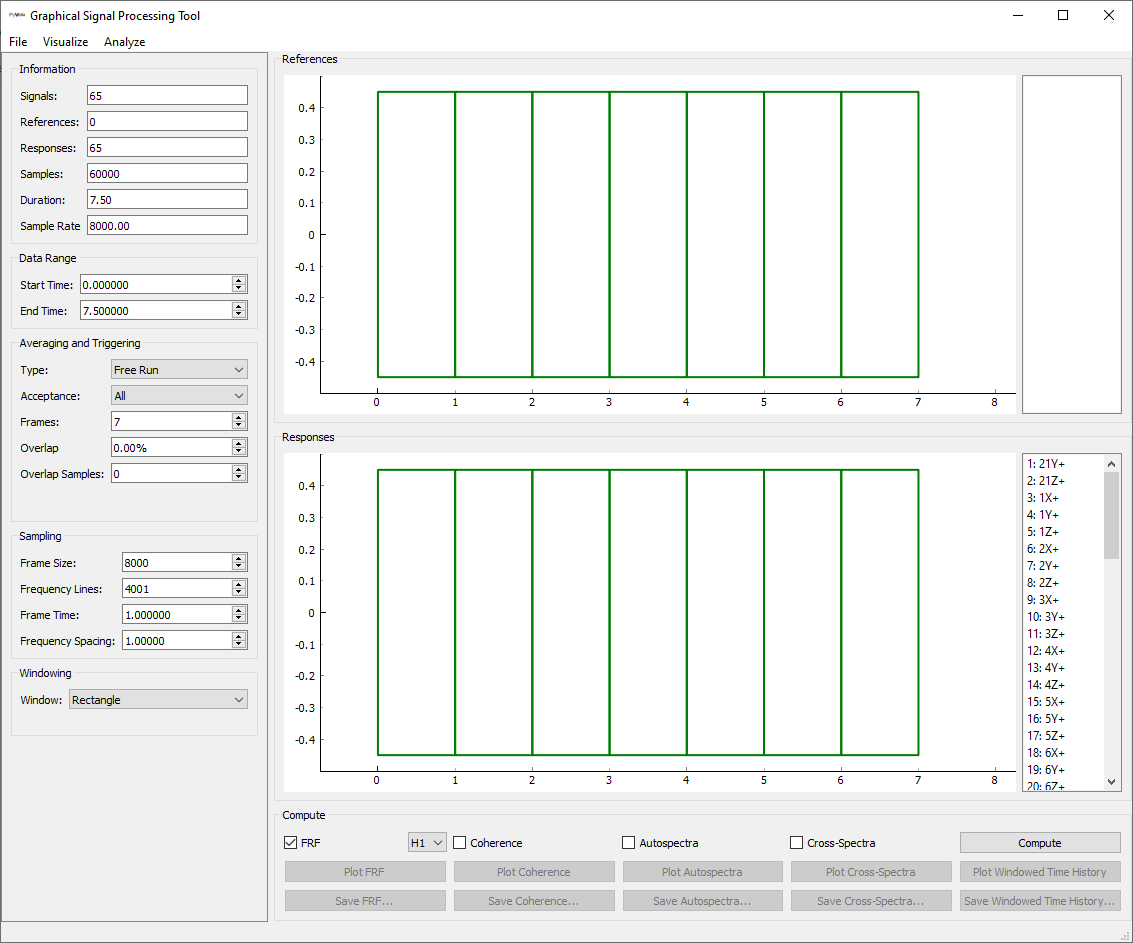 Graphical Signal Processing Tool
File Visualize Analyze
Information
Signals: 65
References: 0
Responses: 65
Samples: 60000
Duration: 7.50
Sample Rate 8000.00
Data Range
Start Time: 0.000000
End Time: 7.500000
Averaging and Triggering
Type: Free Run
Acceptance: All
Frames: 7
Overlap 0.00%
Overlap Samples: 0
Sampling
Frame Size: 8000
Frequency Lines: 4001
Frame Time: 1.000000
Frequency Spacing: 1.00000
Windowing
Window: Rectangle
References
0.4
0.3
0.2
0.1
0
-0.1
-0.2
-0.3
-0.4
0 1 2 3 4 5 6 7 8
Responses
0.4
0.3
0.2
0.1
0
-0.1
-0.2
-0.3
-0.4
0 1 2 3 4 5 6 7 8
1: 21Y+
2: 21Z+
3: 1X+
4: 1Y+
5: 1Z+
6: 2X+
7: 2Y+
8: 2Z+
9: 3X+
10: 3Y+
11: 3Z+
12: 4X+
13: 4Y+
14: 4Z+
15: 5X+
16: 5Y+
17: 5Z+
18: 6X+
19: 6Y+
20: 6Z+
Compute
FRF H1 Coherence Autospectra Cross-Spectra Compute
Plot FRF Plot Coherence Plot Autospectra Plot Cross-Spectra Plot Windowed Time History
Save FRF... Save Coherence... Save Autospectra... Save Cross-Spectra... Save Windowed Time History...